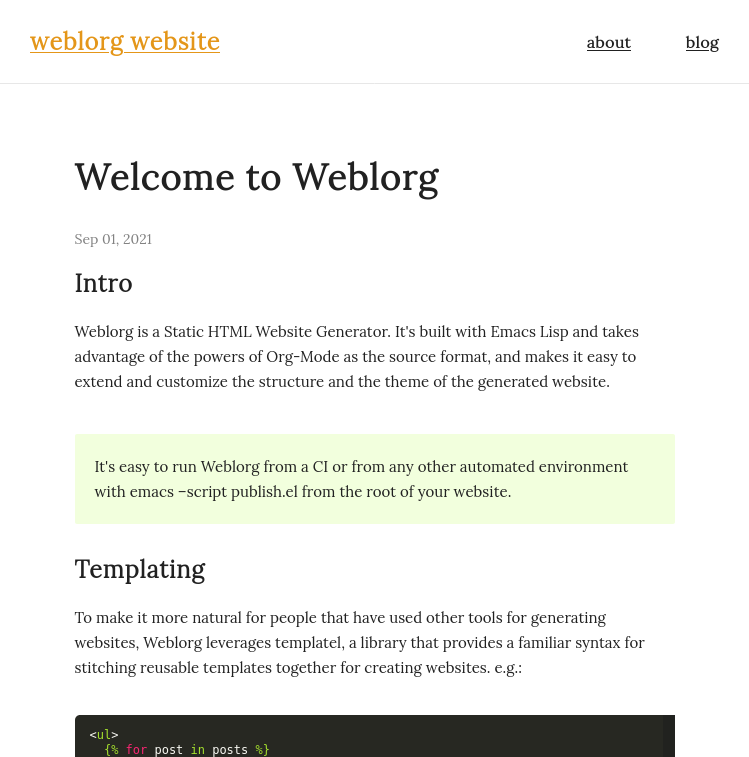 weblorg website
about blog
Welcome to Weblorg
Sep 01, 2021
Intro
Weblorg is a Static HTML Website Generator. It's built with Emacs Lisp and takes
advantage of the powers of Org-Mode as the source format, and makes it easy to
extend and customize the structure and the theme of the generated website.
It's easy to run Weblorg from a CI or from any other automated environment
with emacs –script publish.el from the root of your website.
Templating
To make it more natural for people that have used other tools for generating
websites, Weblorg leverages templatel, a library that provides a familiar syntax for
stitching reusable templates together for creating websites. e.g.:
<ul>
{% for post in posts %}